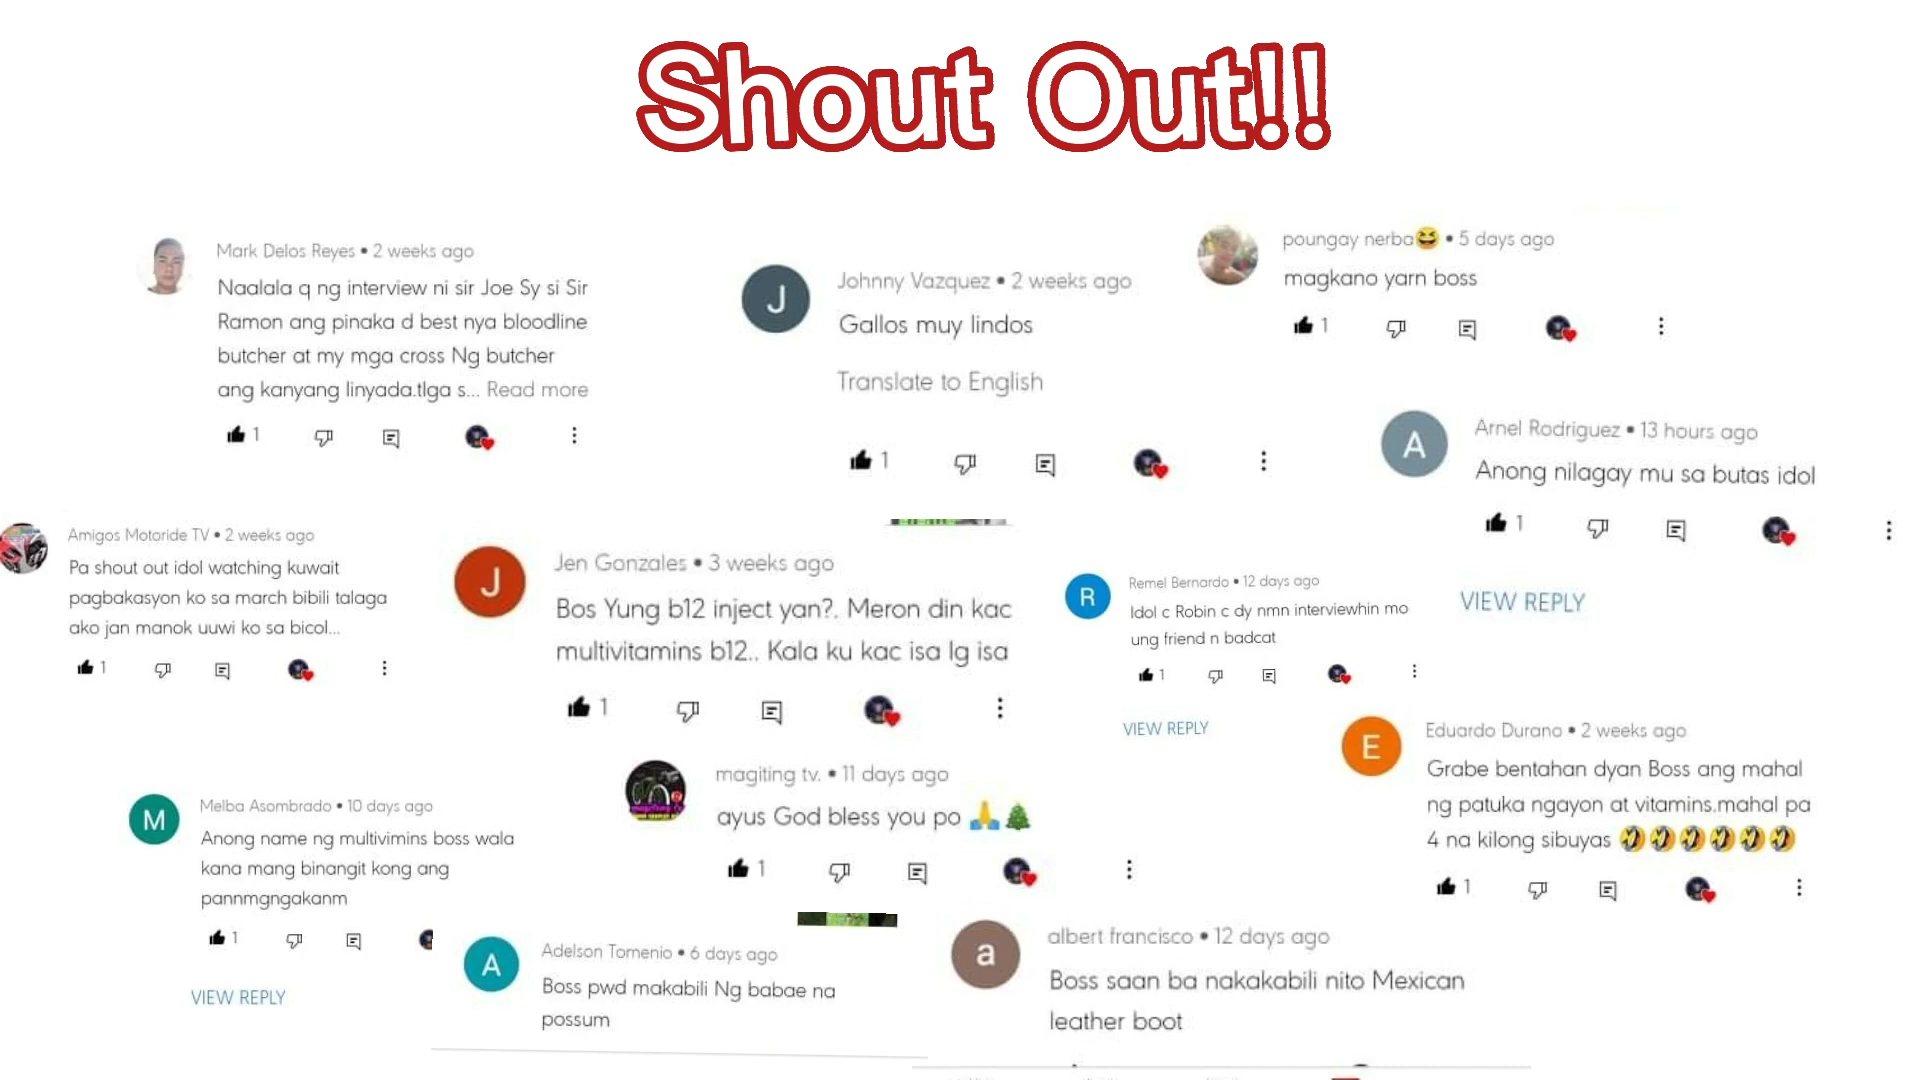 Shout Out!!
Mark Delos Reyes • 2 weeks ago
Naalala q ng interview ni sir Joe Sy si Sir
Ramon ang pinaka d best nya bloodline
butcher at my mga cross Ng butcher
ang kanyang linyada.tlga s... Read more
1
Johnny Vazquez • 2 weeks ago
Gallos muy lindos
Translate to English
1
poungay nerba😆 • 5 days ago
magkano yarn boss
1
Arnel Rodriguez • 13 hours ago
Anong nilagay mu sa butas idol
1
VIEW REPLY
Amigos Motoride TV • 2 weeks ago
Pa shout out idol watching kuwait
pagbakasyon ko sa march bibili talaga
ako jan manok uuwi ko sa bicol...
1
Jen Gonzales • 3 weeks ago
Bos Yung b12 inject yan?. Meron din kac
multivitamins b12.. Kala ku kac isa lg isa
1
Remel Bernardo • 12 days ago
Idol c Robin c dy nmn interviewhin mo
ung friend n badcat
1
VIEW REPLY
Eduardo Durano • 2 weeks ago
Grabe bentahan dyan Boss ang mahal
ng patuka ngayon at vitamins.mahal pa
4 na kilong sibuyas 🤣🤣🤣🤣🤣🤣
1
magiting tv. • 11 days ago
ayus God bless you po 🙏🎄
1
Melba Asombrado • 10 days ago
Anong name ng multivimins boss wala
kana mang binangit kong ang
pannmgngakanm
1
VIEW REPLY
Adelson Tomenio • 6 days ago
Boss pwd makabili Ng babae na
possum
albert francisco • 12 days ago
Boss saan ba nakakabili nito Mexican
leather boot
J
A
J
R
E
M
A
a